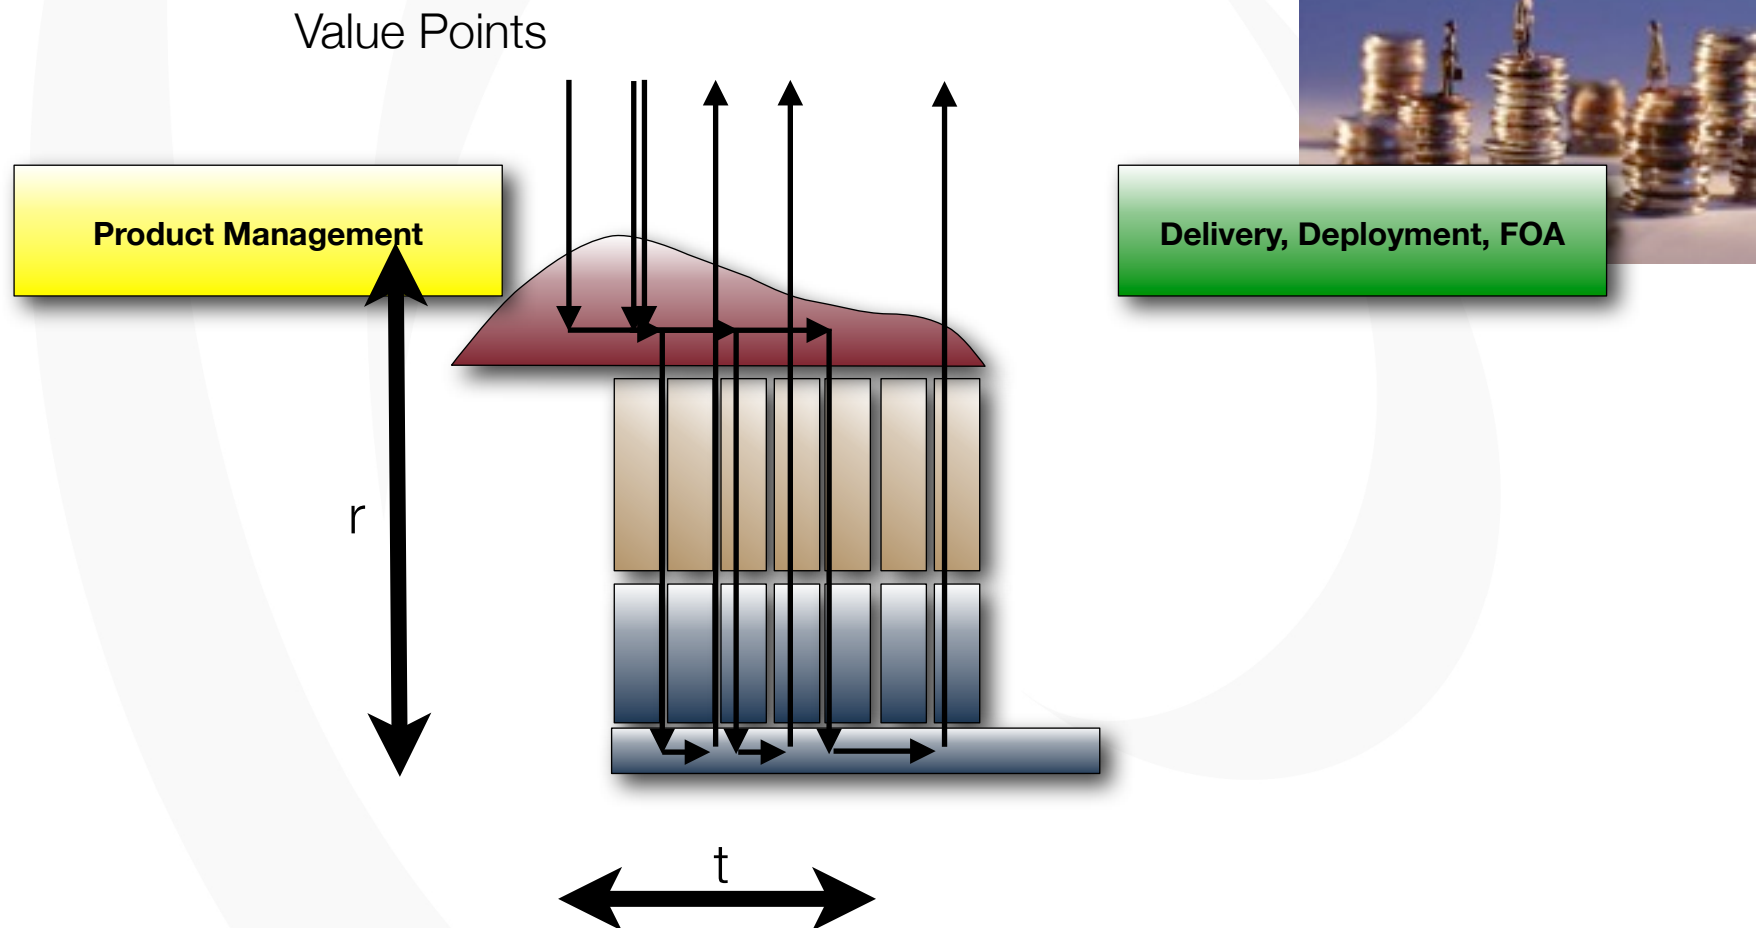 Value Points
Product Management
Delivery, Deployment, FOA
r
t